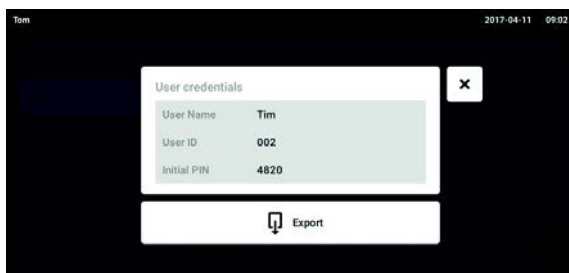 Tom 2017-04-11 09:02
User credentials
User Name Tim
User ID 002
Initial PIN 4820
Export